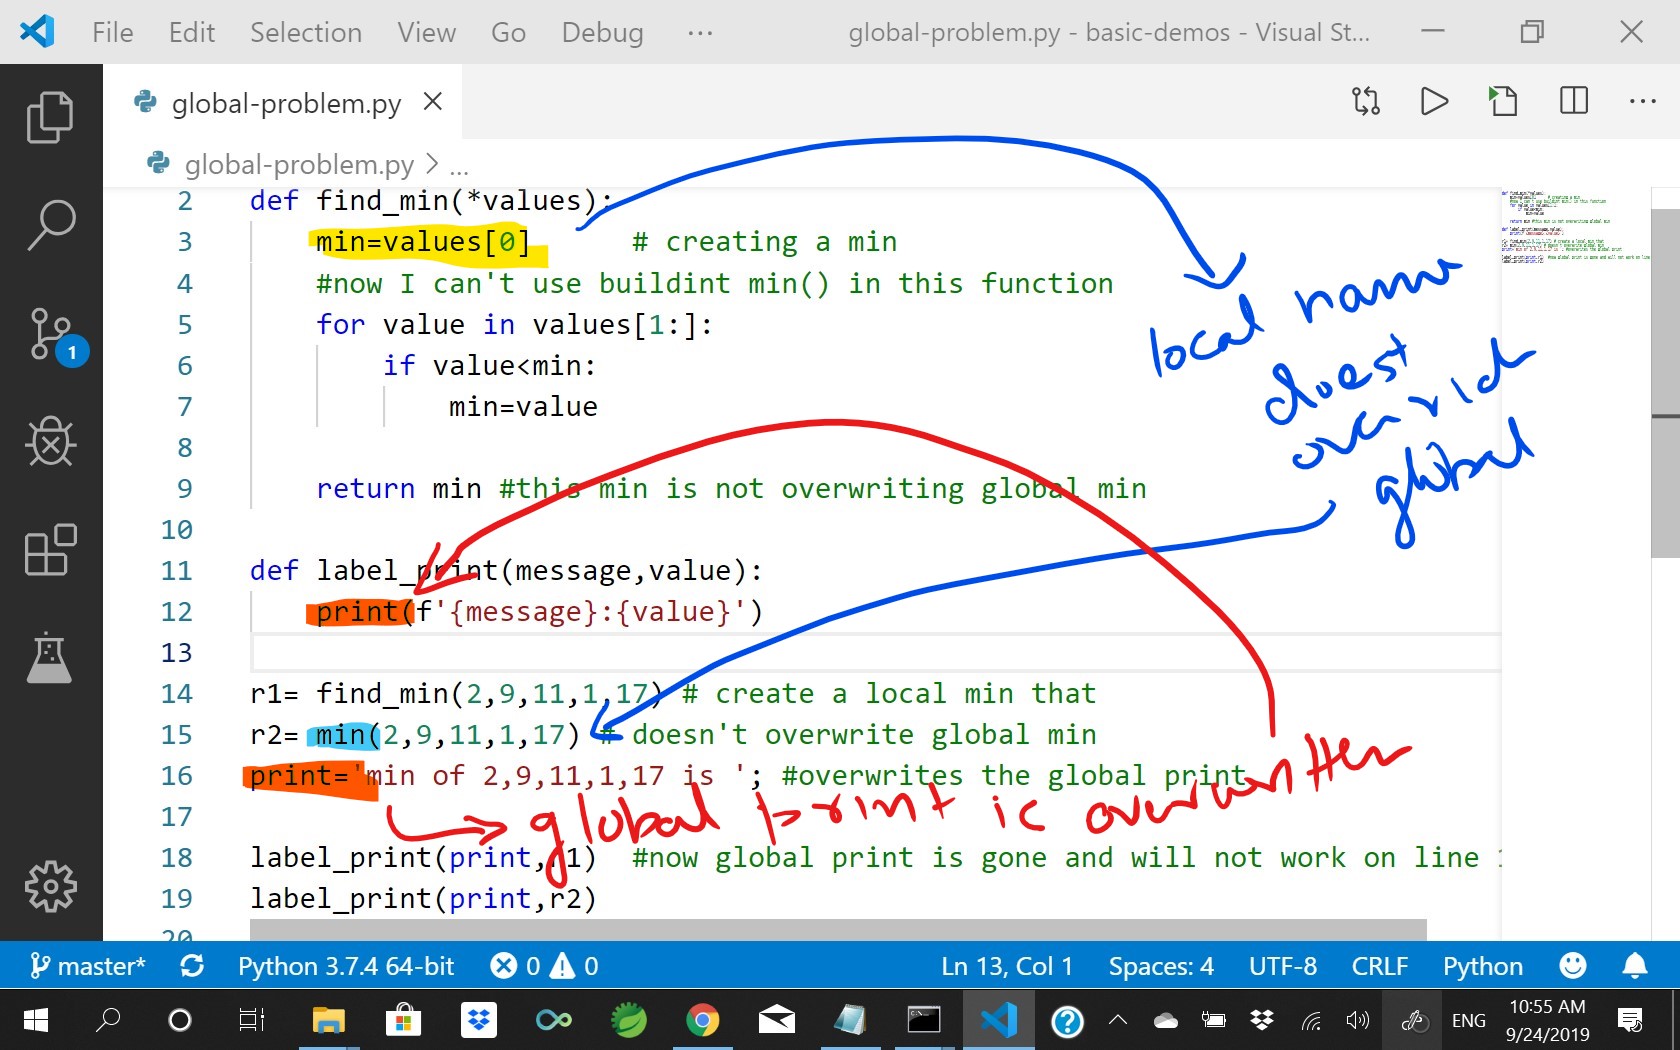 File Edit Selection View Go Debug ... global-problem.py - basic-demos - Visual St...
global-problem.py
global-problem.py > ...
2 def find_min(*values):
3 min=values[0] # creating a min
4 #now I can't use buildint min() in this function
5 for value in values[1:]:
6 if value<min:
7 min=value
8
9 return min #this min is not overwriting global min
10
11 def label_print(message,value):
12 print(f'{message}:{value}')
13
14 r1= find_min(2,9,11,1,17) # create a local min that
15 r2= min(2,9,11,1,17) # doesn't overwrite global min
16 print='min of 2,9,11,1,17 is '; #overwrites the global print
17
18 label_print(print,r1) #now global print is gone and will not work on line
19 label_print(print,r2)
20
local name
doest
overrid
global
global print is overwritten
1
master* Python 3.7.4 64-bit 0 0 Ln 13, Col 1 Spaces: 4 UTF-8 CRLF Python
ENG 10:55 AM
9/24/2019